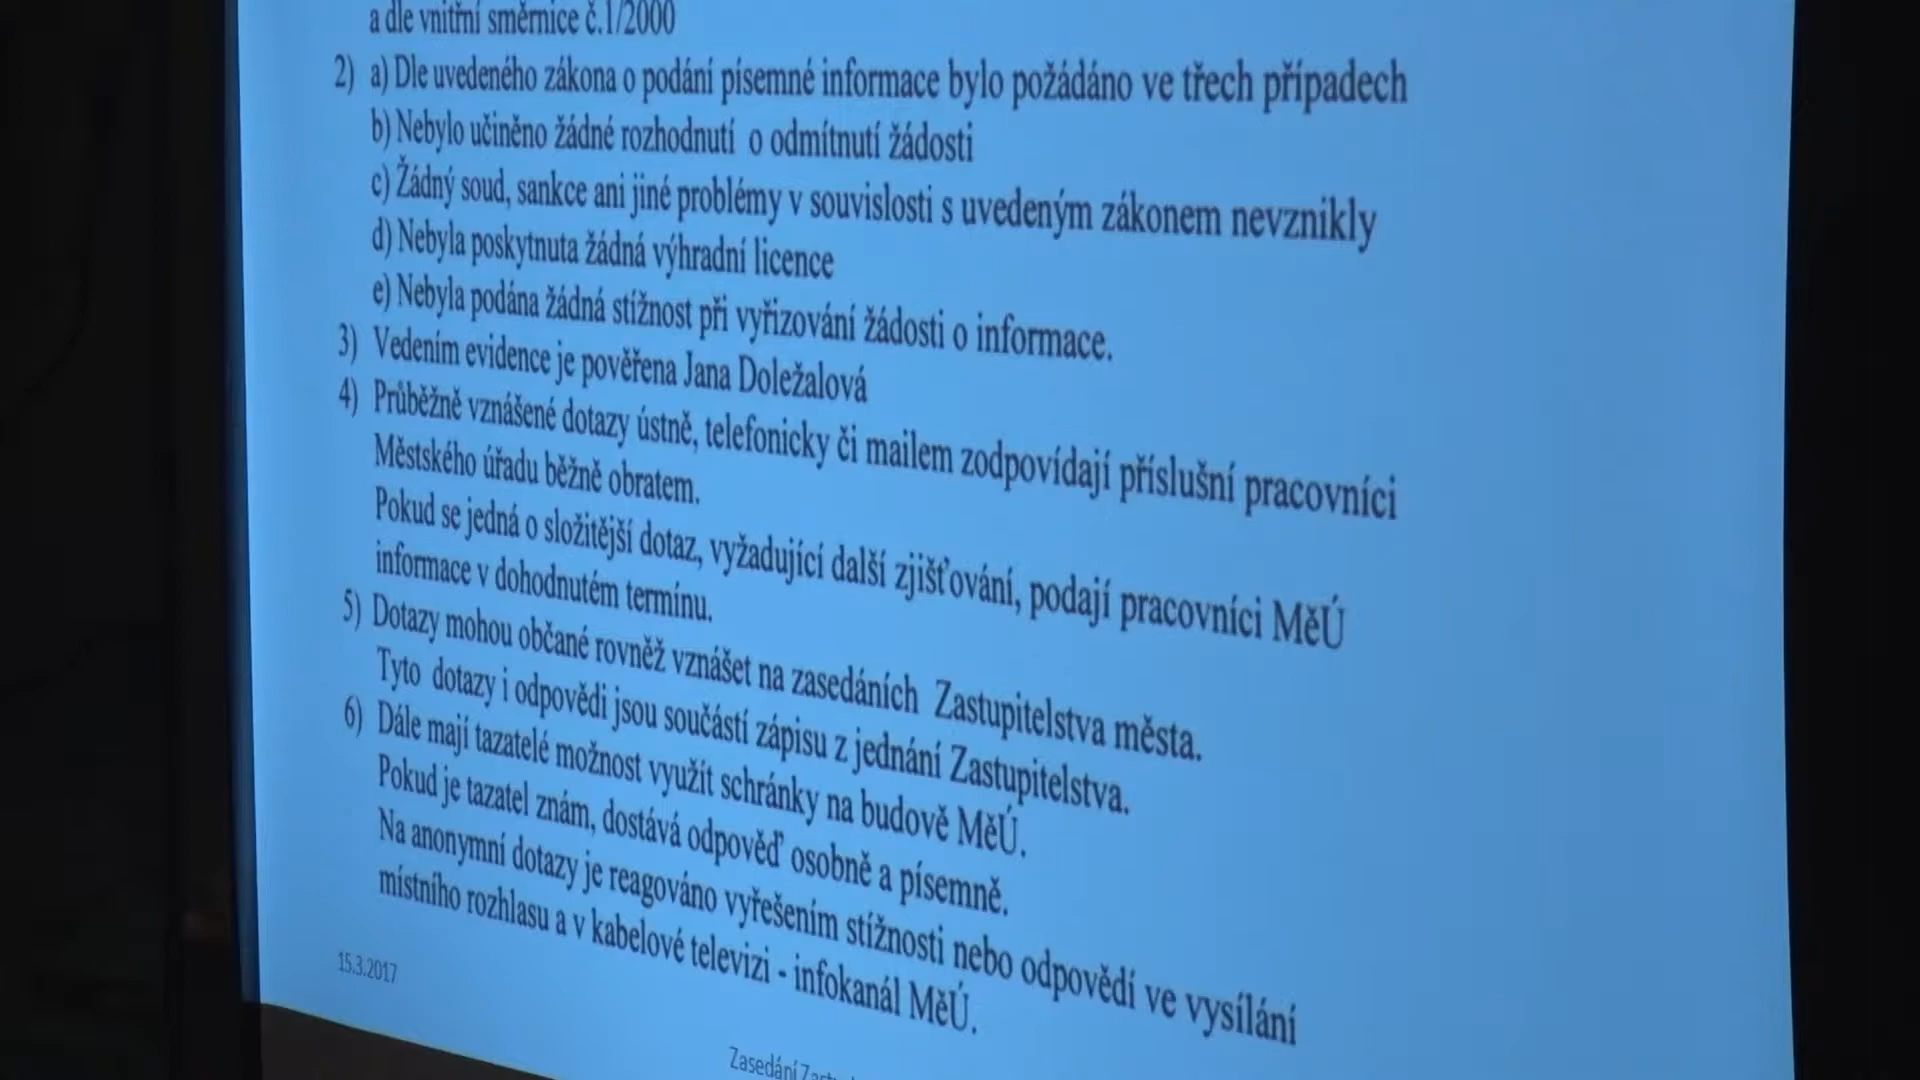 a dle vnitřní směrnice č.1/2000
2) a) Dle uvedeného zákona o podání písemné informace bylo požádáno ve třech případech
b) Nebylo učiněno žádné rozhodnutí o odmítnutí žádosti
c) Žádný soud, sankce ani jiné problémy v souvislosti s uvedeným zákonem nevznikly
d) Nebyla poskytnuta žádná výhradní licence
e) Nebyla podána žádná stížnost při vyřizování žádosti o informace.
3) Vedením evidence je pověřena Jana Doležalová
4) Průběžně vznášené dotazy ústně, telefonicky či mailem zodpovídají příslušní pracovníci
Městského úřadu běžně obratem.
Pokud se jedná o složitější dotaz, vyžadující další zjišťování, podají pracovníci MěÚ
informace v dohodnutém termínu.
5) Dotazy mohou občané rovněž vznášet na zasedáních Zastupitelstva města.
Tyto dotazy i odpovědi jsou součástí zápisu z jednání Zastupitelstva.
6) Dále mají tazatelé možnost využít schránky na budově MěÚ.
Pokud je tazatel znám, dostává odpověď osobně a písemně.
Na anonymní dotazy je reagováno vyřešením stížnosti nebo odpovědí ve vysílání
místního rozhlasu a v kabelové televizi - infokanál MěÚ.
15.3.2017
Zasedání